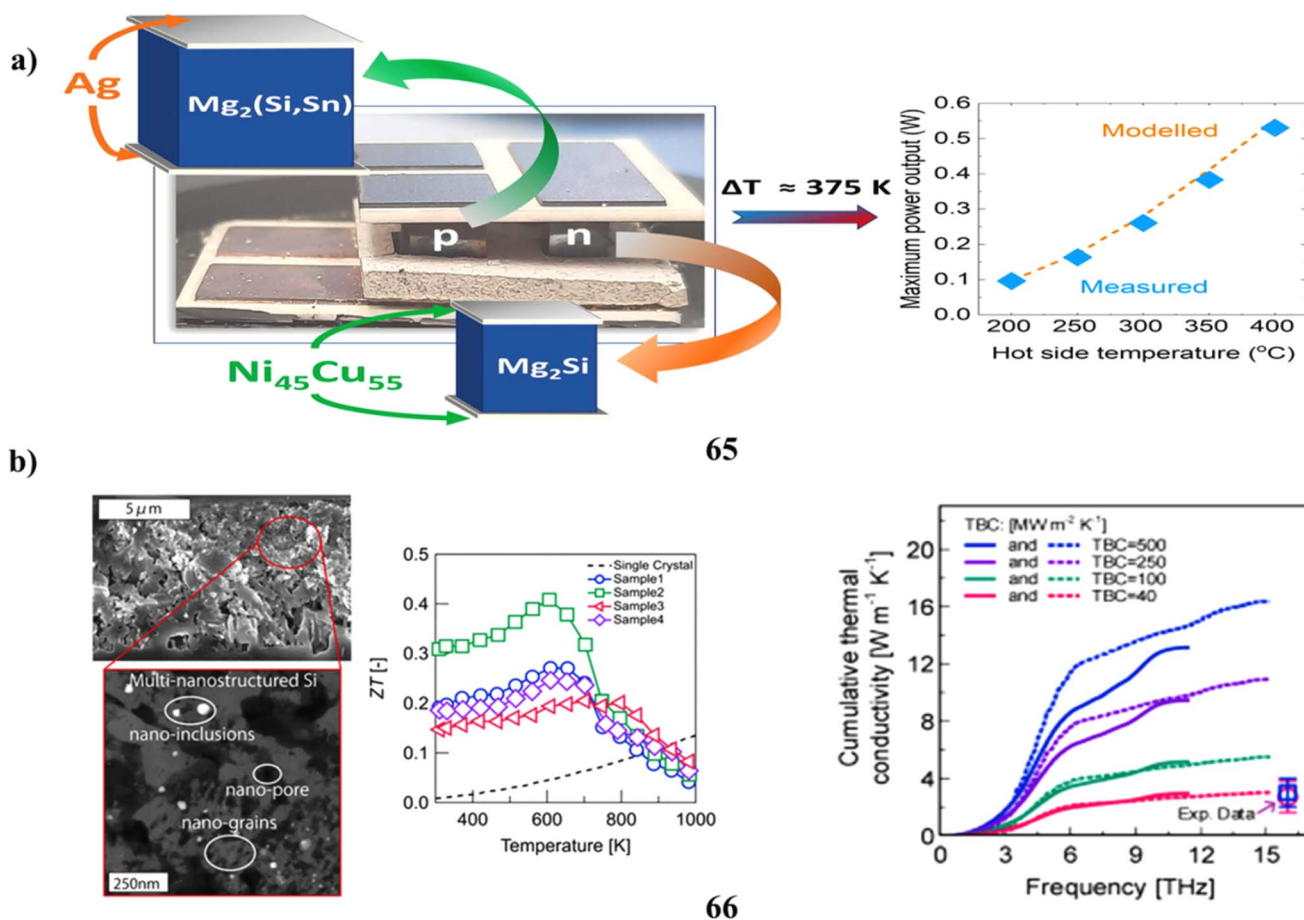 a)
Ag
Mg₂(Si,Sn)
p
n
Ni₄₅Cu₅₅
Mg₂Si
ΔT ≈ 375 K
Maximum power output (W)
0.6
0.5
0.4
0.3
0.2
0.1
0.0
Modelled
Measured
200 250 300 350 400
Hot side temperature (°C)
65
b)
5 μm
Multi-nanostructured Si
nano-inclusions
nano-pore
nano-grains
250nm
ZT [-]
0.5
0.4
0.3
0.2
0.1
0.0
Single Crystal
Sample1
Sample2
Sample3
Sample4
400 600 800 1000
Temperature [K]
Cumulative thermal
conductivity [W m⁻¹ K⁻¹]
20
16
12
8
4
0
TBC: [MW m⁻² K⁻¹]
and TBC=500
and TBC=250
and TBC=100
and TBC=40
Exp. Data
0 3 6 9 12 15
Frequency [THz]
66